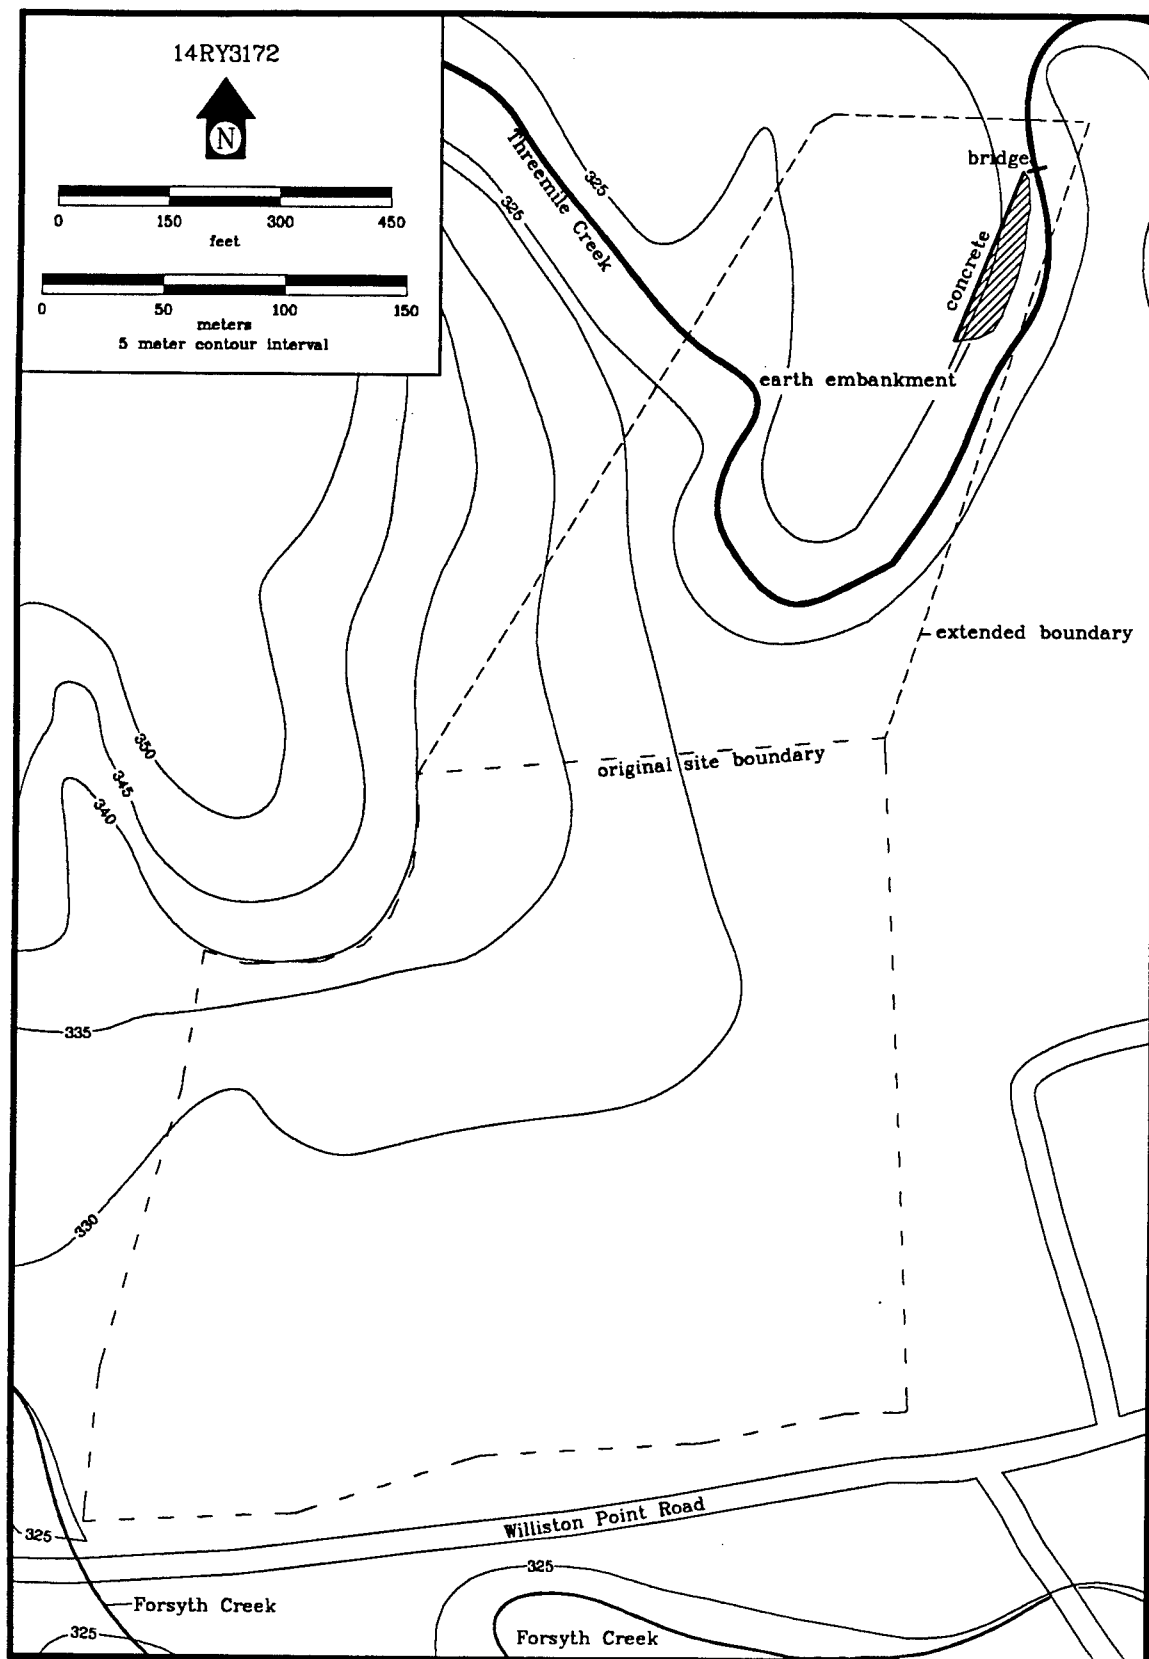 14RY3172
N
0 150 300 450
feet
0 50 100 150
meters
5 meter contour interval
Threemile Creek
325
325
bridge
concrete
earth embankment
extended boundary
original site boundary
350
345
340
335
330
325
Williston Point Road
325
Forsyth Creek
325
Forsyth Creek